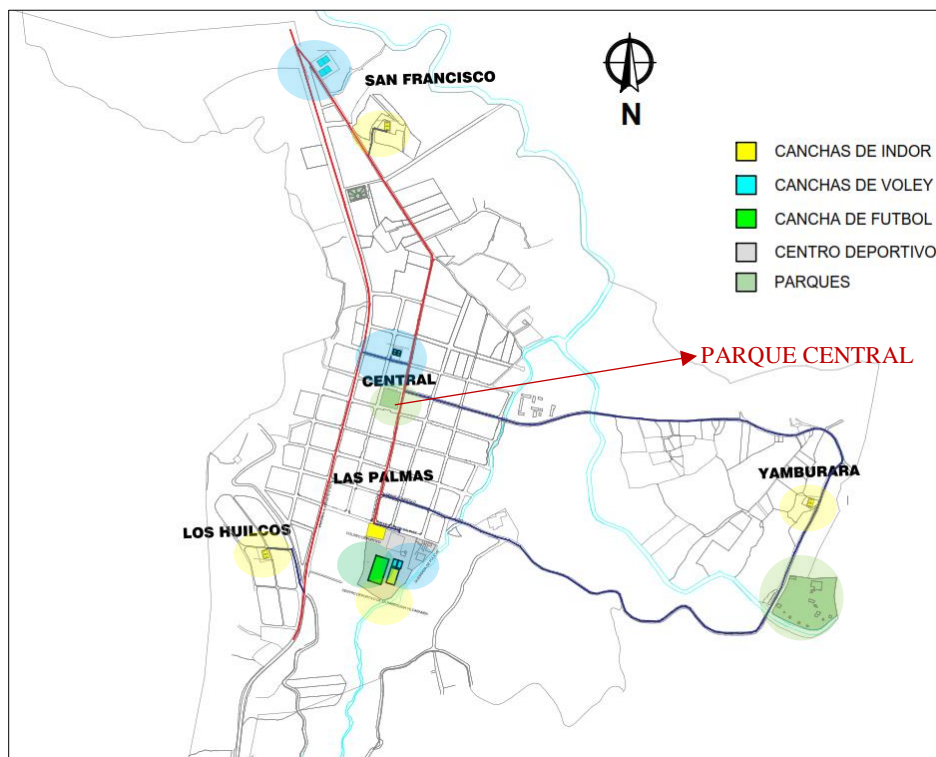 SAN FRANCISCO
N
CANCHAS DE INDOR
CANCHAS DE VOLEY
CANCHA DE FUTBOL
CENTRO DEPORTIVO
PARQUES
PARQUE CENTRAL
CENTRAL
LAS PALMAS
YAMBURARA
LOS HUILCOS